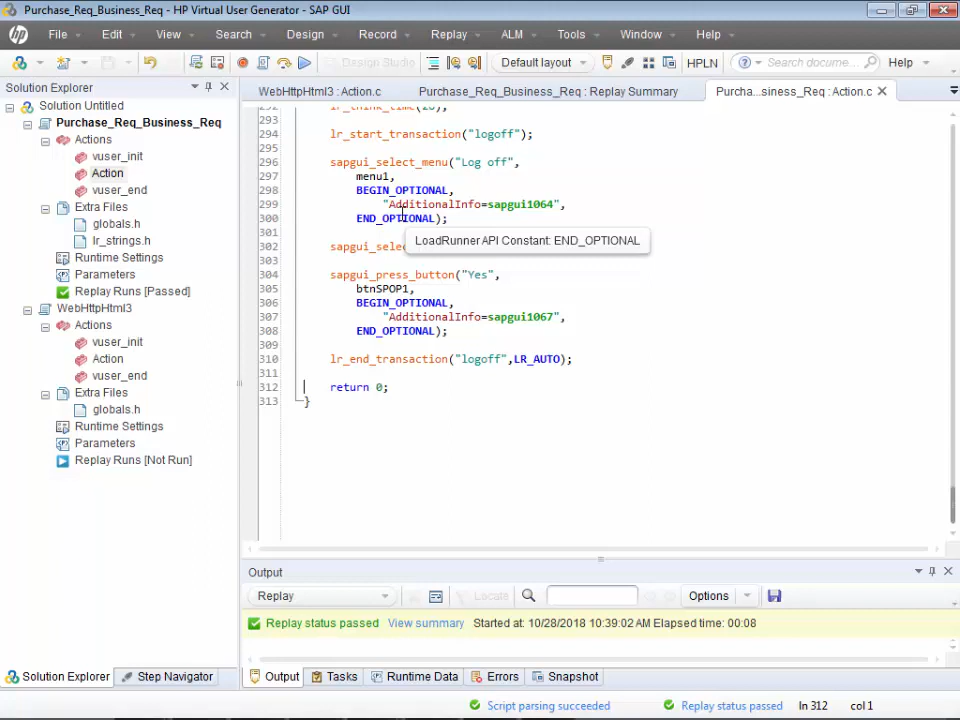 Purchase_Req_Business_Req - HP Virtual User Generator - SAP GUI
File Edit View Search Design Record Replay ALM Tools Window Help
Design Studio Default layout HPLN Search docume... Help
Solution Explorer
Solution Untitled
Purchase_Req_Business_Req
Actions
vuser_init
Action
vuser_end
Extra Files
globals.h
lr_strings.h
Runtime Settings
Parameters
Replay Runs [Passed]
WebHttpHtml3
Actions
vuser_init
Action
vuser_end
Extra Files
globals.h
Runtime Settings
Parameters
Replay Runs [Not Run]
Solution Explorer Step Navigator
WebHttpHtml3 : Action.c Purchase_Req_Business_Req : Replay Summary Purcha...siness_Req : Action.c
292 lr_think_time(26);
293
294 lr_start_transaction("logoff");
295
296 sapgui_select_menu("Log off",
297 menu1,
298 BEGIN_OPTIONAL,
299 "AdditionalInfo=sapgui1064",
300 END_OPTIONAL);
301
302 sapgui_selec
LoadRunner API Constant: END_OPTIONAL
303
304 sapgui_press_button("Yes",
305 btnSPOP1,
306 BEGIN_OPTIONAL,
307 "AdditionalInfo=sapgui1067",
308 END_OPTIONAL);
309
310 lr_end_transaction("logoff",LR_AUTO);
311
312 return 0;
313 }
Output
Replay Locate Options
Replay status passed View summary Started at: 10/28/2018 10:39:02 AM Elapsed time: 00:08
Output Tasks Runtime Data Errors Snapshot
Script parsing succeeded Replay status passed ln 312 col 1